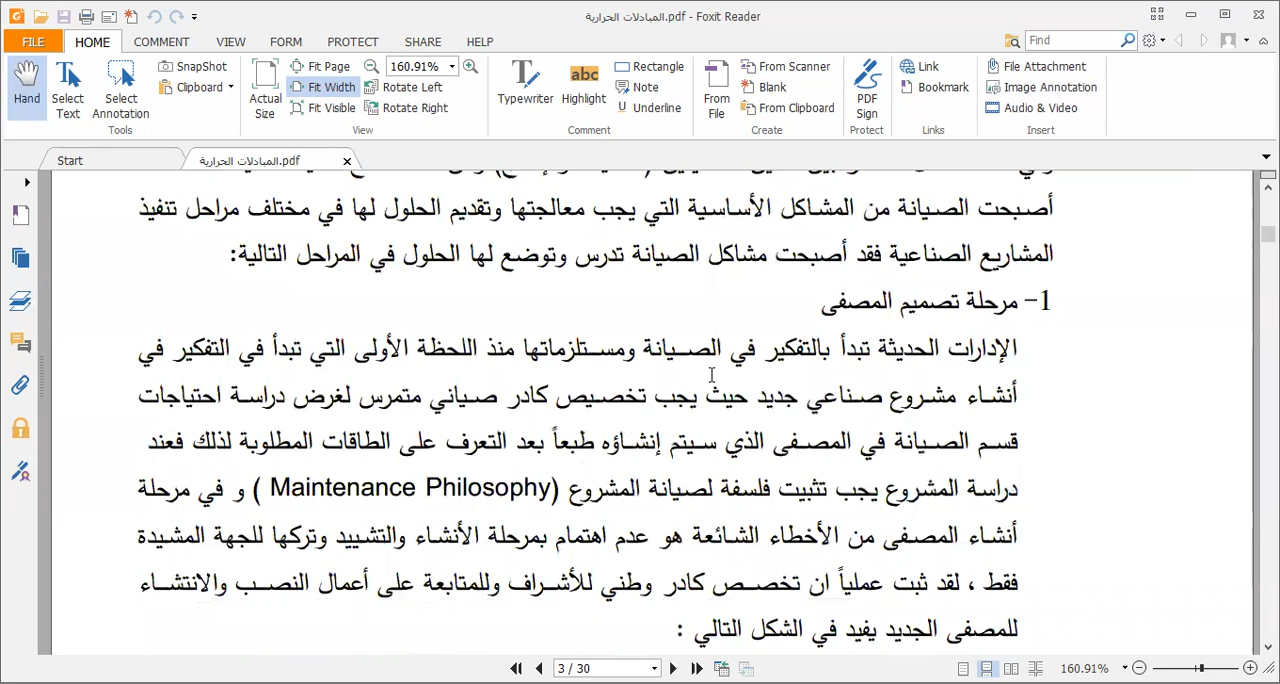 المبادلات الحرارية.pdf - Foxit Reader
FILE HOME COMMENT VIEW FORM PROTECT SHARE HELP Find
Hand
Select Text
Select Annotation
SnapShot
Clipboard
Tools
Actual Size
Fit Page
Fit Width
Fit Visible
160.91%
Rotate Left
Rotate Right
View
Typewriter
Highlight
Rectangle
Note
Underline
Comment
From File
From Scanner
Blank
From Clipboard
Create
PDF Sign
Protect
Link
Bookmark
Links
File Attachment
Image Annotation
Audio & Video
Insert
Start المبادلات الحرارية.pdf
أصبحت الصيانة من المشاكل الأساسية التي يجب معالجتها وتقديم الحلول لها في مختلف مراحل تنفيذ
المشاريع الصناعية فقد أصبحت مشاكل الصيانة تدرس وتوضع لها الحلول في المراحل التالية:
1- مرحلة تصميم المصفى
الإدارات الحديثة تبدأ بالتفكير في الصيانة ومستلزماتها منذ اللحظة الأولى التي تبدأ في التفكير في
أنشاء مشروع صناعي جديد حيث يجب تخصيص كادر صياني متمرس لغرض دراسة احتياجات
قسم الصيانة في المصفى الذي سيتم إنشاؤه طبعاً بعد التعرف على الطاقات المطلوبة لذلك فعند
دراسة المشروع يجب تثبيت فلسفة لصيانة المشروع (Maintenance Philosophy ) و في مرحلة
أنشاء المصفى من الأخطاء الشائعة هو عدم اهتمام بمرحلة الأنشاء والتشييد وتركها للجهة المشيدة
فقط ، لقد ثبت عملياً ان تخصص كادر وطني للأشراف وللمتابعة على أعمال النصب والانتشاء
للمصفى الجديد يفيد في الشكل التالي :
3 / 30 160.91%